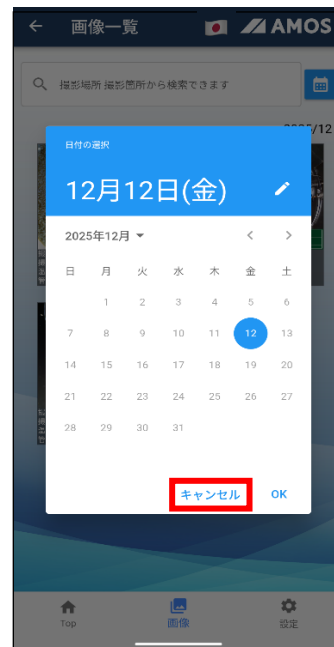 画像一覧
AMOS
撮影場所 撮影箇所から検索できます
日付の選択
12月12日(金)
2025年12月
日 月 火 水 木 金 土
1 2 3 4 5 6
7 8 9 10 11 12 13
14 15 16 17 18 19 20
21 22 23 24 25 26 27
28 29 30 31
キャンセル OK
Top 画像 設定